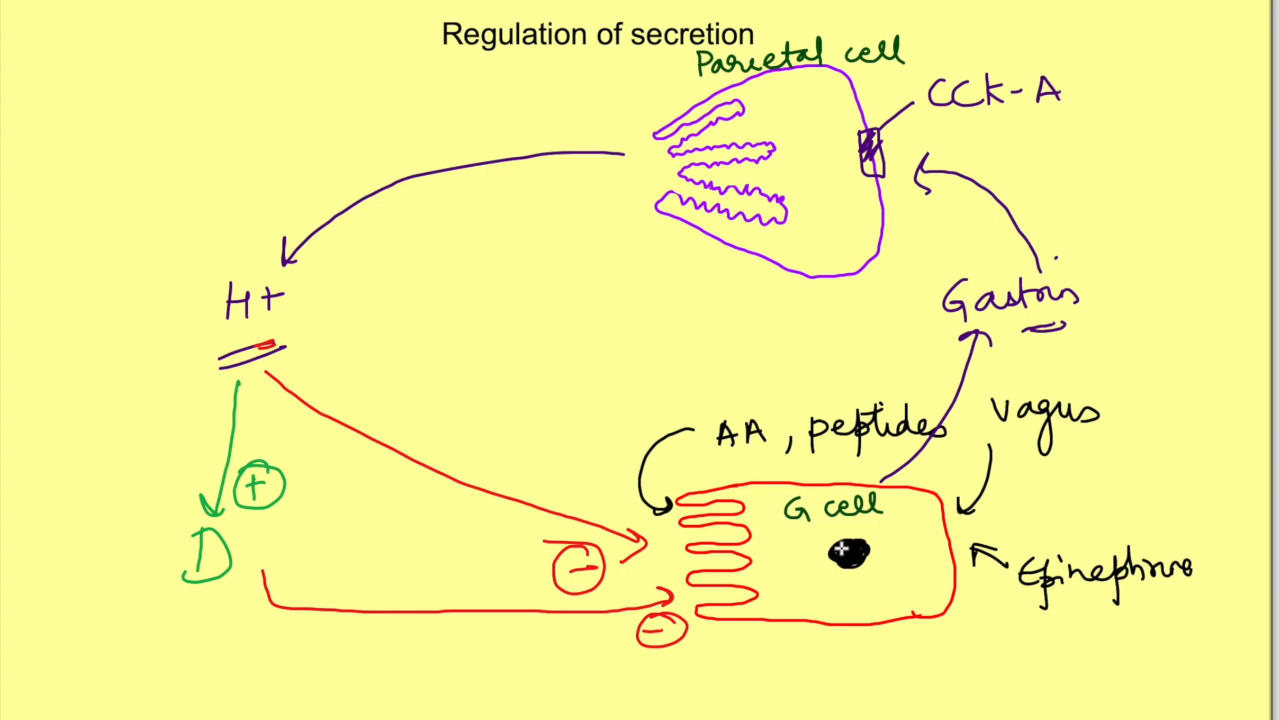 Regulation of secretion
Parietal cell
CCK-A
H+
Gastrin
AA, peptides
Vagus
G cell
+
D
-
Epinephrine
-